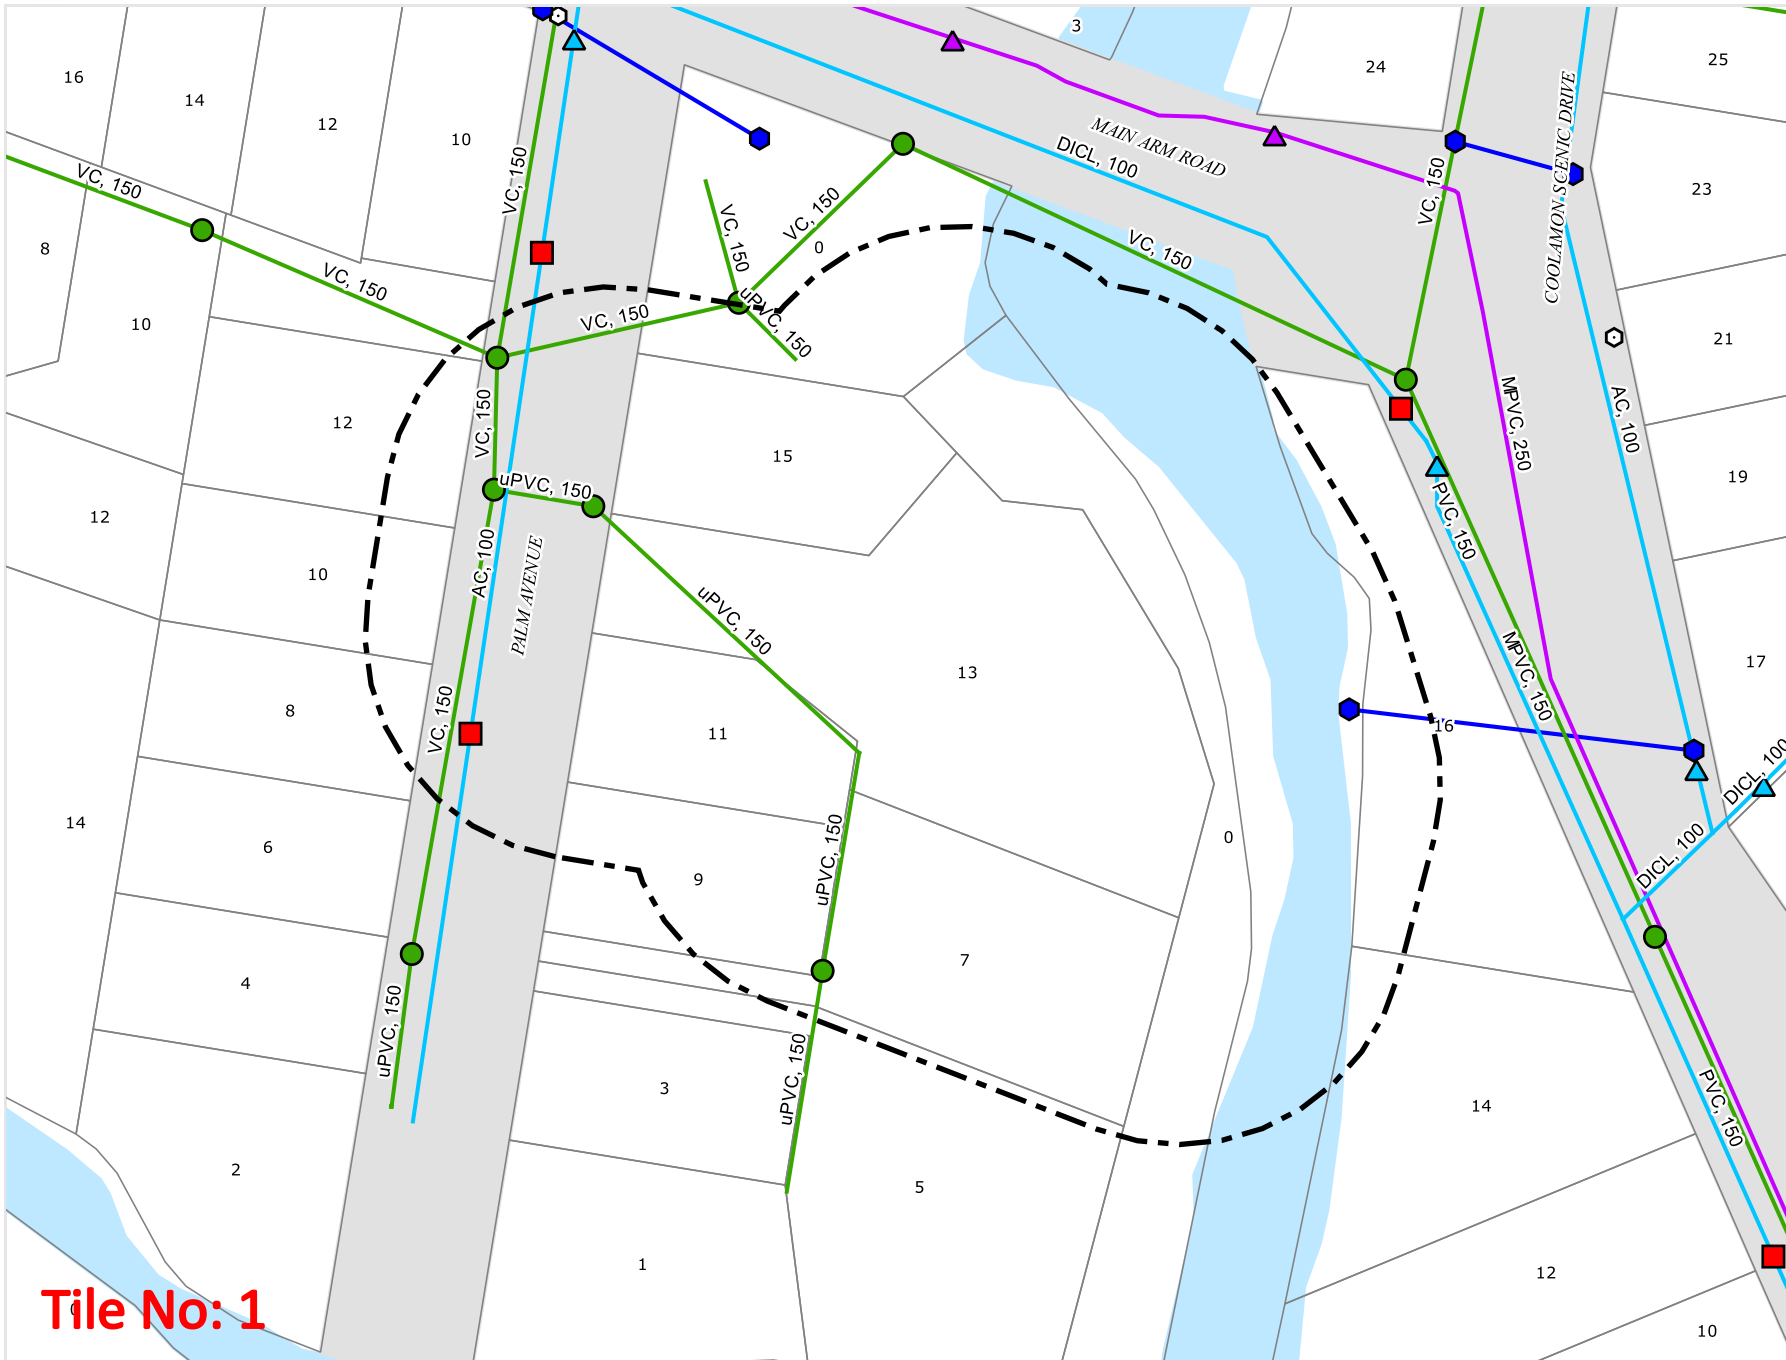 3
24
25
16
14
12
10
MAIN ARM ROAD
DICL, 100
VC, 150
COOLAMON SCENIC DRIVE
23
VC, 150
VC, 150
8
VC, 150
VC, 150
VC, 150
0
VC, 150
VC, 150
10
VC, 150
uPVC, 150
21
12
VC, 150
MPVC, 250
AC, 100
15
19
12
uPVC, 150
PVC, 150
10
AC, 100
PALM AVENUE
uPVC, 150
13
17
8
VC, 150
11
MPVC, 150
16
DICL, 100
14
6
9
uPVC, 150
0
DICL, 100
4
7
uPVC, 150
3
uPVC, 150
14
PVC, 150
2
5
1
12
Tile No: 1
10